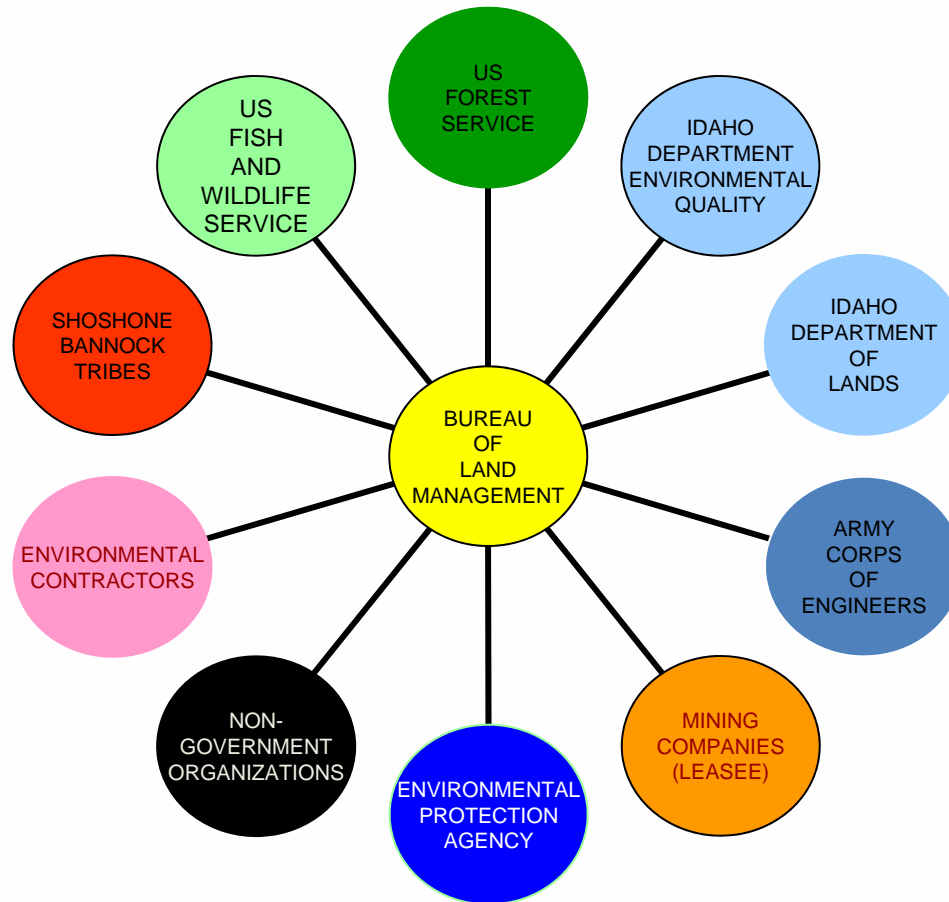 US
FOREST
SERVICE
IDAHO
DEPARTMENT
ENVIRONMENTAL
QUALITY
IDAHO
DEPARTMENT
OF
LANDS
ARMY
CORPS
OF
ENGINEERS
MINING
COMPANIES
(LEASEE)
ENVIRONMENTAL
PROTECTION
AGENCY
NON-
GOVERNMENT
ORGANIZATIONS
ENVIRONMENTAL
CONTRACTORS
SHOSHONE
BANNOCK
TRIBES
US
FISH
AND
WILDLIFE
SERVICE
BUREAU
OF
LAND
MANAGEMENT